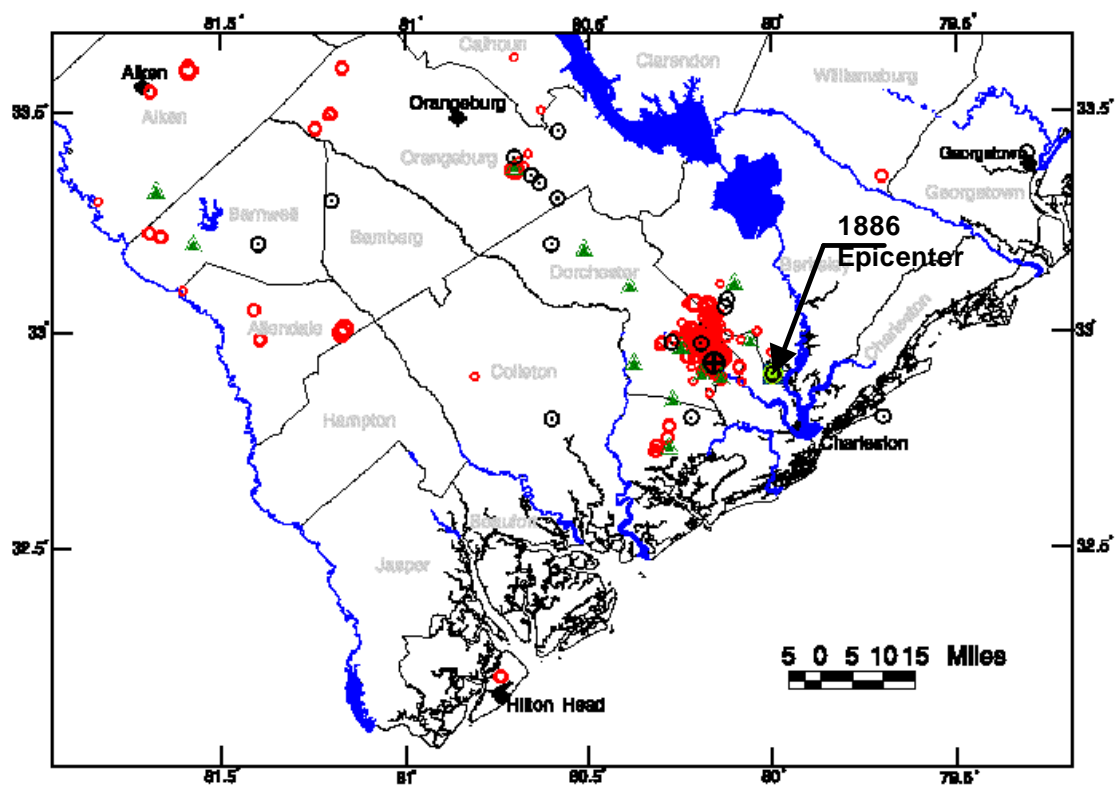 81.5° 81° 80.5° 80° 79.5°
Calhoun
Clarendon
Williamsburg
Aiken
33.5° 33.5°
Orangeburg
Aiken
Georgetown
Orangeburg
Georgetown
Barnwell
1886
Epicenter
Bamberg
Berkeley
Dorchester
33° 33°
Allendale
Charleston
Colleton
Hampton
Charleston
Beaufort
32.5° 32.5°
Jasper
5 0 5 10 15 Miles
Hilton Head
81.5° 81° 80.5° 80° 79.5°